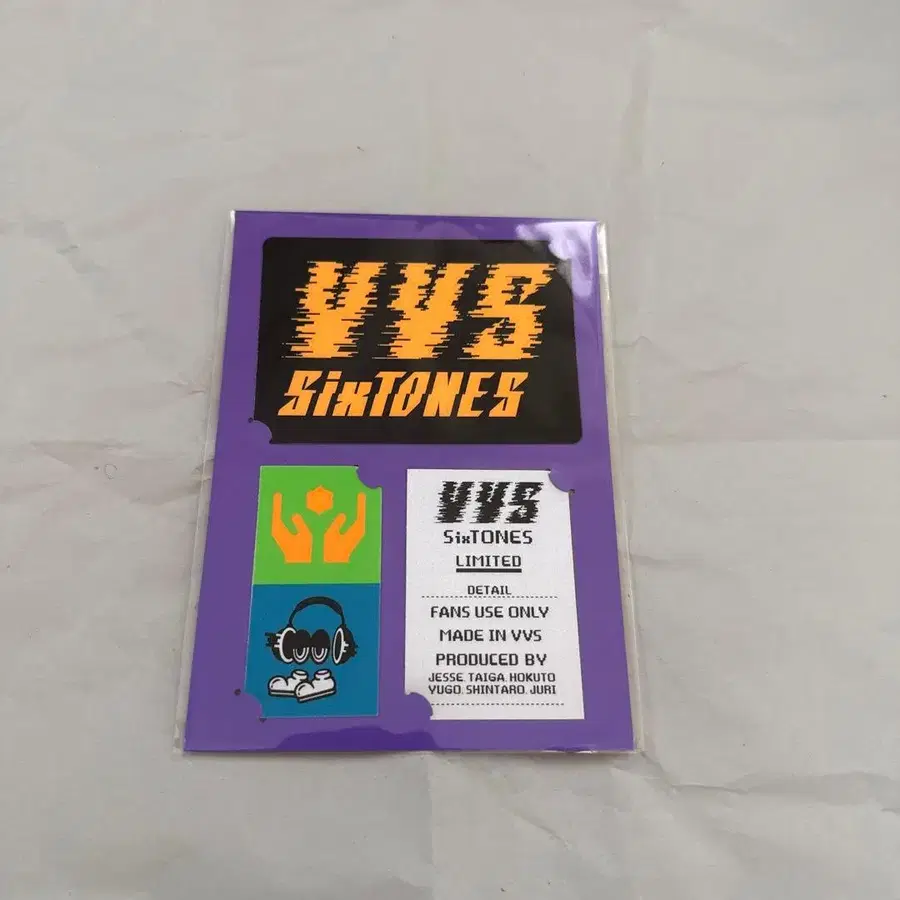 VVS
SixTONES
VVS
SixTONES
LIMITED
DETAIL
FANS USE ONLY
MADE IN VVS
PRODUCED BY
JESSE. TAIGA. HOKUTO
YUGO. SHINTARO. JURI